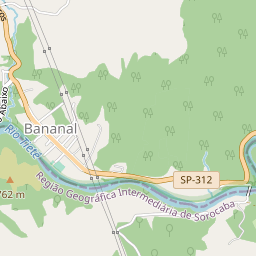 Abaixo
Bananal
Rio Tietê
SP-312
762 m
Região Geográfica Intermediária de Sorocaba